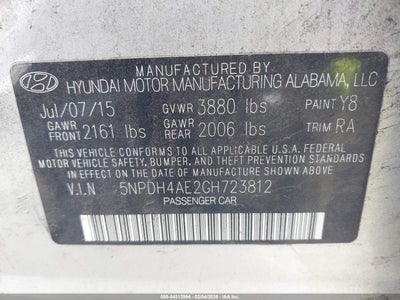 MANUFACTURED BY
HYUNDAI MOTOR MANUFACTURING ALABAMA, LLC
Jul/07/15 GVWR 3880 lbs PAINT Y8
GAWR FRONT 2161 lbs GAWR REAR 2006 lbs TRIM RA
THIS VEHICLE CONFORMS TO ALL APPLICABLE U.S. FEDERAL
MOTOR VEHICLE SAFETY, BUMPER, AND THEFT PREVENTION STANDARDS
IN EFFECT ON THE DATE OF MANUFACTURE SHOWN ABOVE.
V.I.N 5NPDH4AE2GH723812
PASSENGER CAR